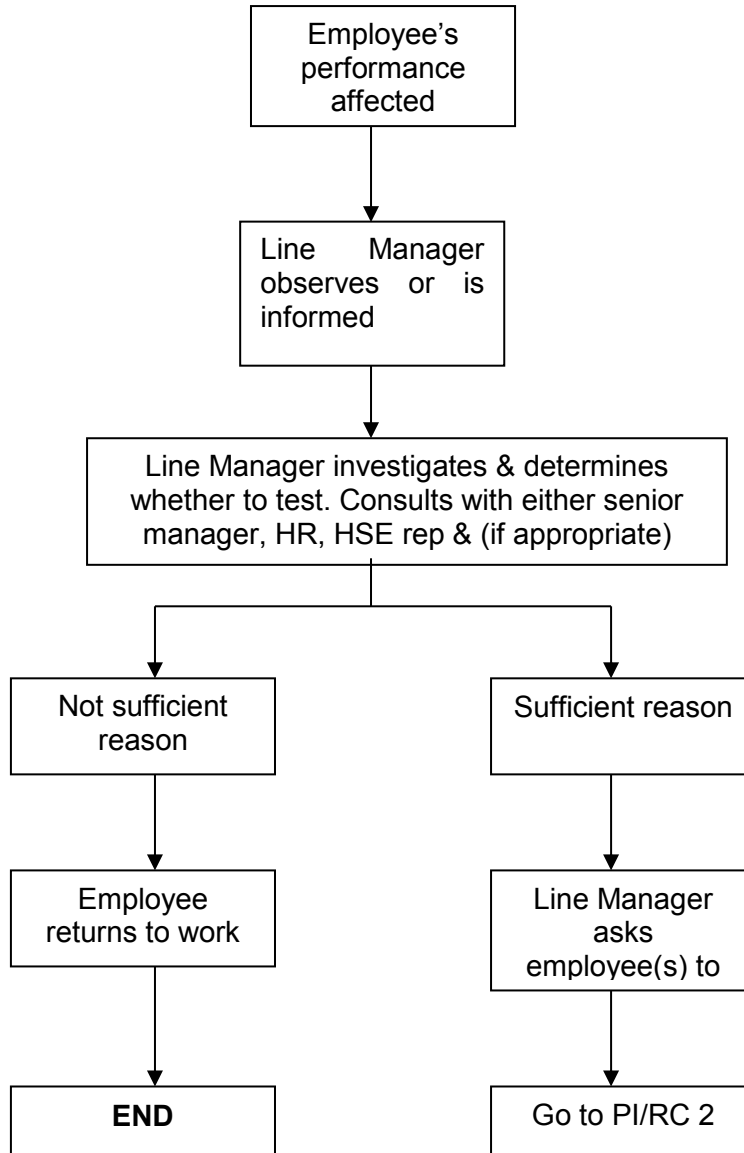 Employee’s
performance
affected
Line Manager
observes or is
informed
Line Manager investigates & determines
whether to test. Consults with either senior
manager, HR, HSE rep & (if appropriate)
Not sufficient
reason
Sufficient reason
Employee
returns to work
Line Manager
asks
employee(s) to
END
Go to PI/RC 2